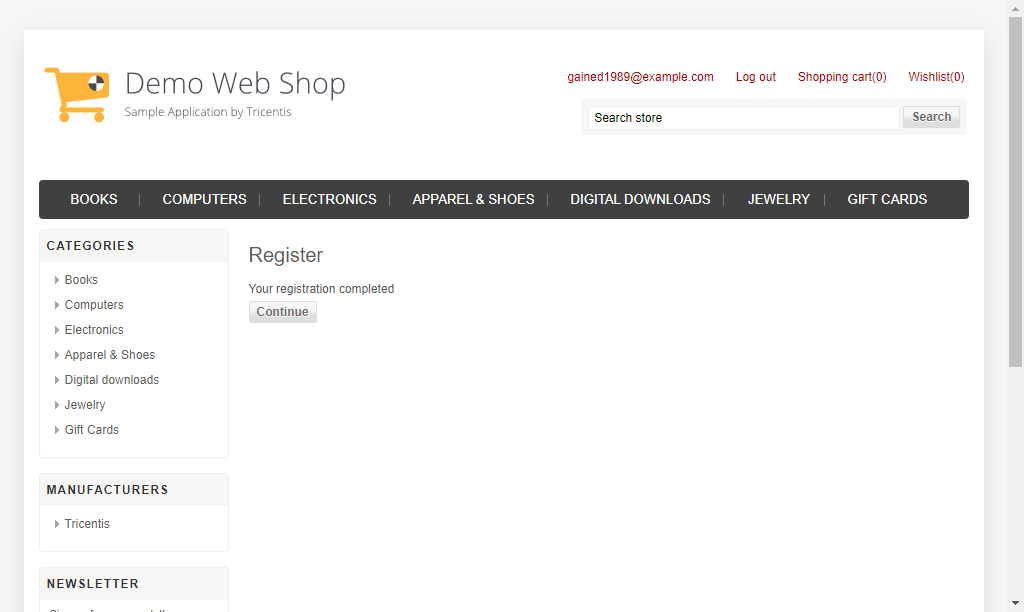 Demo Web Shop
Sample Application by Tricentis
gained1989@example.com Log out Shopping cart(0) Wishlist(0)
Search store Search
BOOKS COMPUTERS ELECTRONICS APPAREL & SHOES DIGITAL DOWNLOADS JEWELRY GIFT CARDS
CATEGORIES
Books
Computers
Electronics
Apparel & Shoes
Digital downloads
Jewelry
Gift Cards
MANUFACTURERS
Tricentis
NEWSLETTER
Register
Your registration completed
Continue